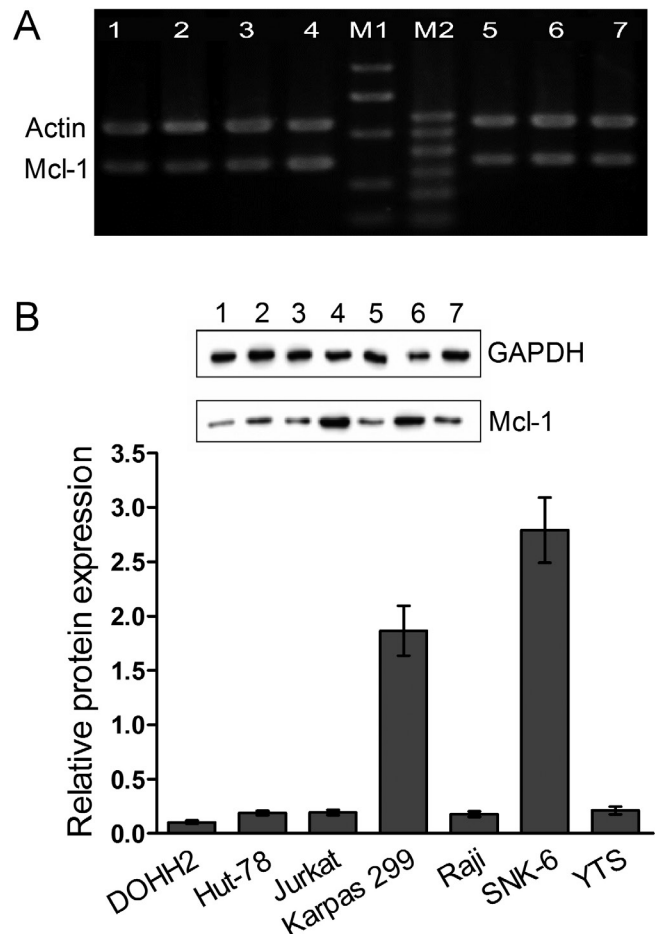 A
1 2 3 4 M1 M2 5 6 7
Actin
Mcl-1
B
1 2 3 4 5 6 7
GAPDH
Mcl-1
Relative protein expression
3.5
3.0
2.5
2.0
1.5
1.0
0.5
0.0
DOHH2 Hut-78 Jurkat Karpas 299 Raji SNK-6 YTS